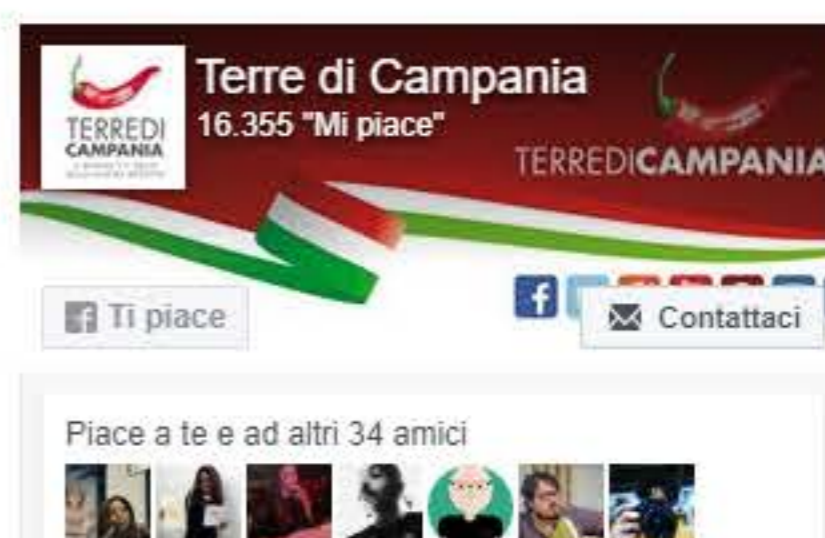 Terre di Campania
16.355 "Mi piace"
TERREDI
CAMPANIA
TERREDICAMPANIA
Ti piace
Contattaci
Piace a te e ad altri 34 amici